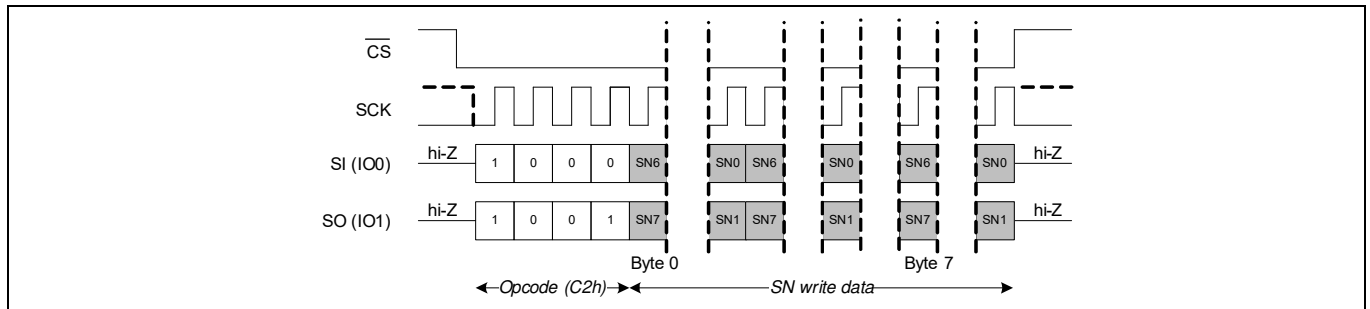 CS
SCK
SI (IO0) hi-Z 1 0 0 0 SN6 SN0 SN6 SN0 SN6 SN0 hi-Z
SO (IO1) hi-Z 1 0 0 1 SN7 SN1 SN7 SN1 SN7 SN1 hi-Z
Byte 0 Byte 7
Opcode (C2h) SN write data